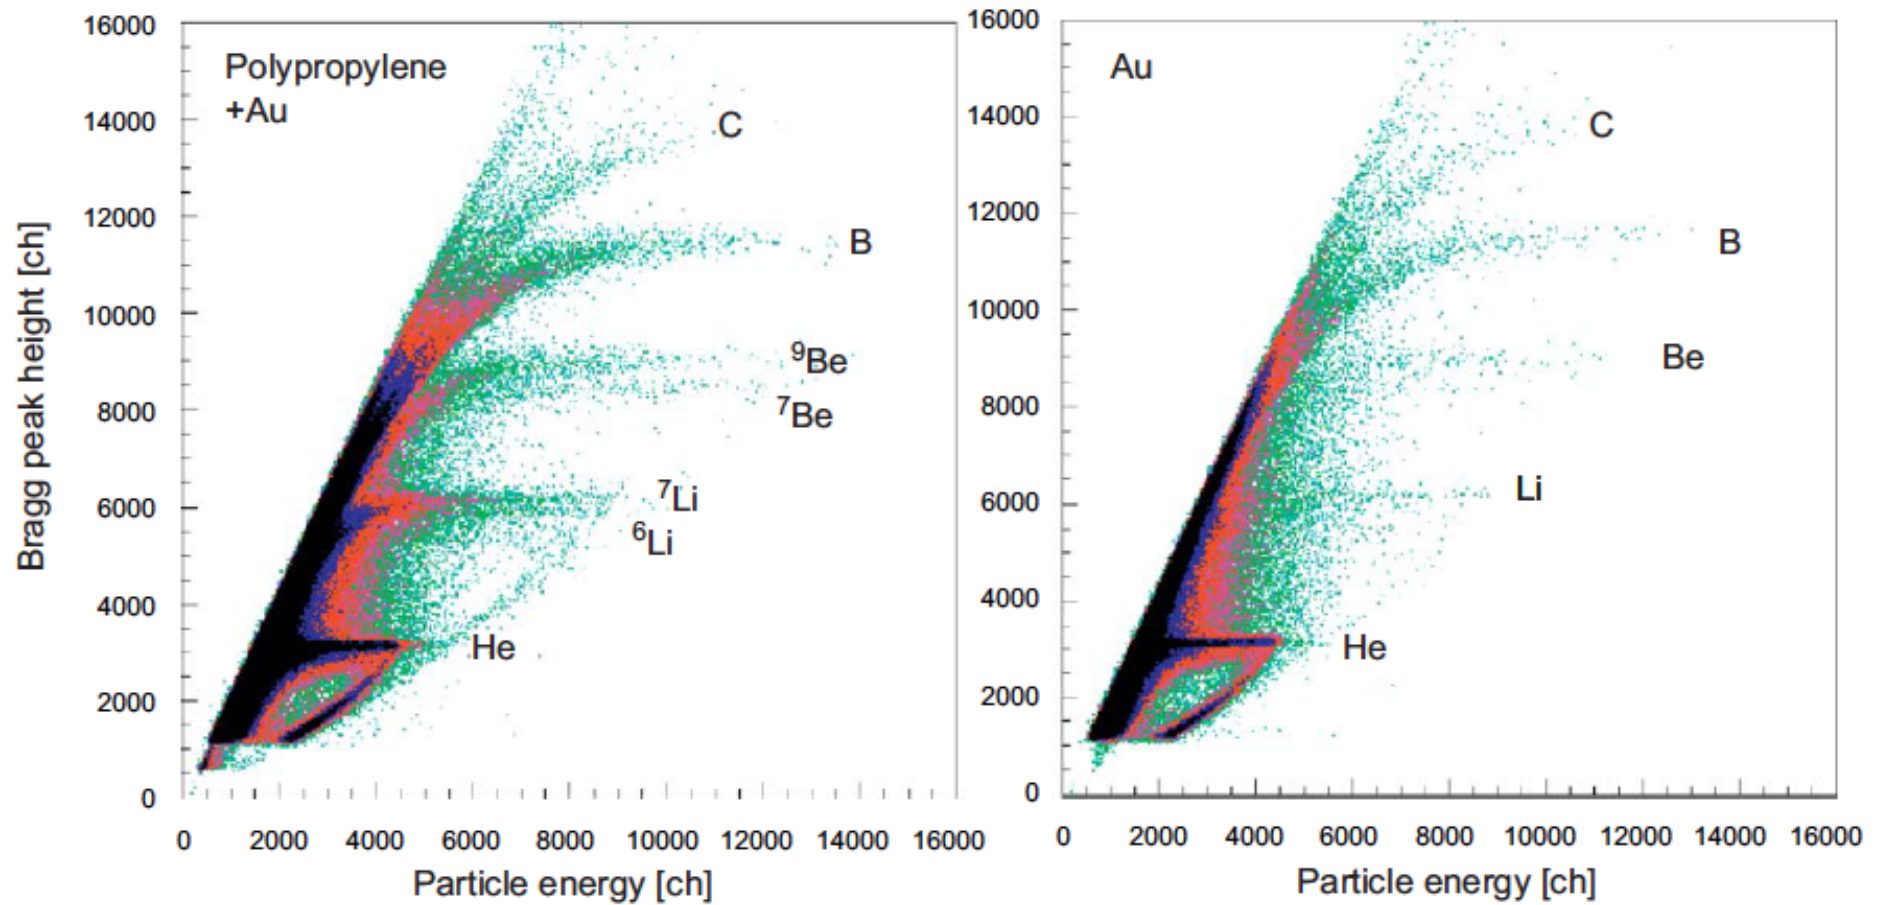 Polypropylene
+Au
C
B
⁹Be
⁷Be
⁷Li
⁶Li
He
Bragg peak height [ch]
16000
14000
12000
10000
8000
6000
4000
2000
0
0 2000 4000 6000 8000 10000 12000 14000 16000
Particle energy [ch]
Au
C
B
Be
Li
He
16000
14000
12000
10000
8000
6000
4000
2000
0
0 2000 4000 6000 8000 10000 12000 14000 16000
Particle energy [ch]